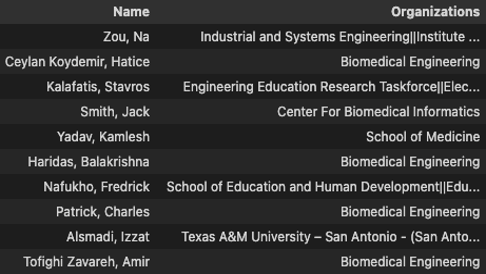 Name Organizations
Zou, Na Industrial and Systems Engineering||Institute ...
Ceylan Koydemir, Hatice Biomedical Engineering
Kalafatis, Stavros Engineering Education Research Taskforce||Elec...
Smith, Jack Center For Biomedical Informatics
Yadav, Kamlesh School of Medicine
Haridas, Balakrishna Biomedical Engineering
Nafukho, Fredrick School of Education and Human Development||Edu...
Patrick, Charles Biomedical Engineering
Alsmadi, Izzat Texas A&M University – San Antonio - (San Anto...
Tofighi Zavareh, Amir Biomedical Engineering